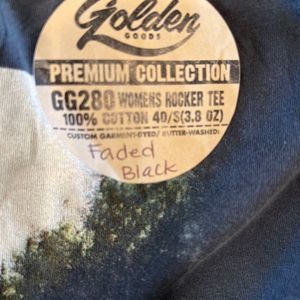 Golden
GOODS
PREMIUM COLLECTION
GG280 WOMENS ROCKER TEE
100% COTTON 40/S(3.8 OZ)
CUSTOM GARMENT-DYED/ BUTTER-WASHED:
Faded
Black